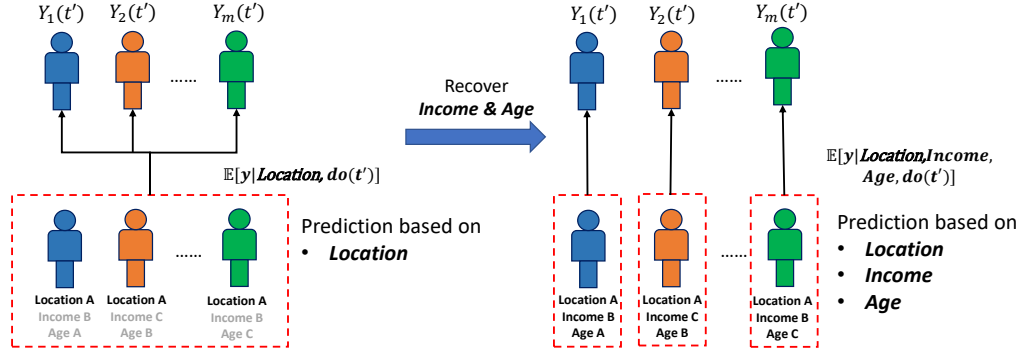 Y₁(t′) Y₂(t′) Yₘ(t′)
......
𝔼[y|Location, do(t′)]
......
Location A Location A Location A
Income B Income C Income B
Age A Age B Age C
Prediction based on
• Location
Recover
Income & Age
Y₁(t′) Y₂(t′) Yₘ(t′)
......
𝔼[y|Location,Income,
Age, do(t′)]
......
Location A Location A Location A
Income B Income C Income B
Age A Age B Age C
Prediction based on
• Location
• Income
• Age